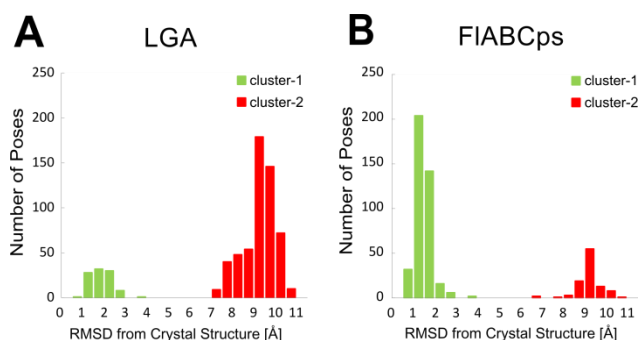 A
LGA
Number of Poses
250
200
150
100
50
0
cluster-1
cluster-2
0 1 2 3 4 5 6 7 8 9 10 11
RMSD from Crystal Structure [Å]
B
FlABCps
Number of Poses
250
200
150
100
50
0
cluster-1
cluster-2
0 1 2 3 4 5 6 7 8 9 10 11
RMSD from Crystal Structure [Å]